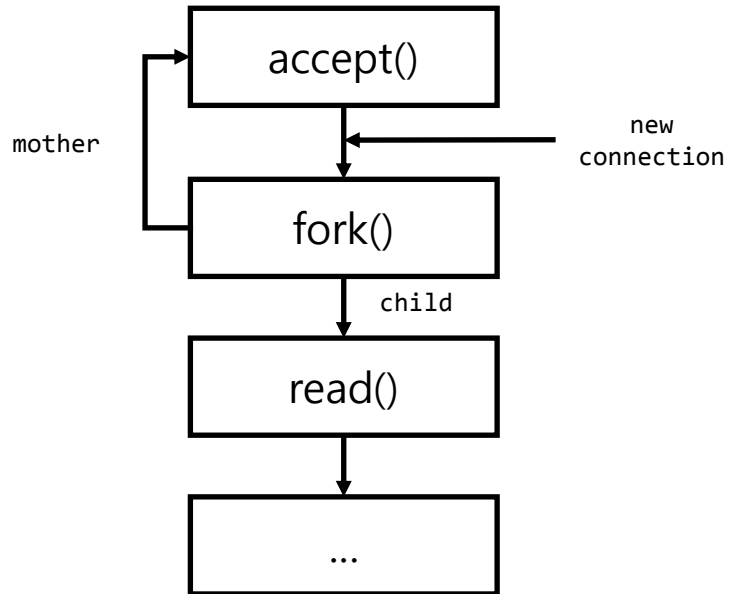 accept()
mother
new
connection
fork()
child
read()
...